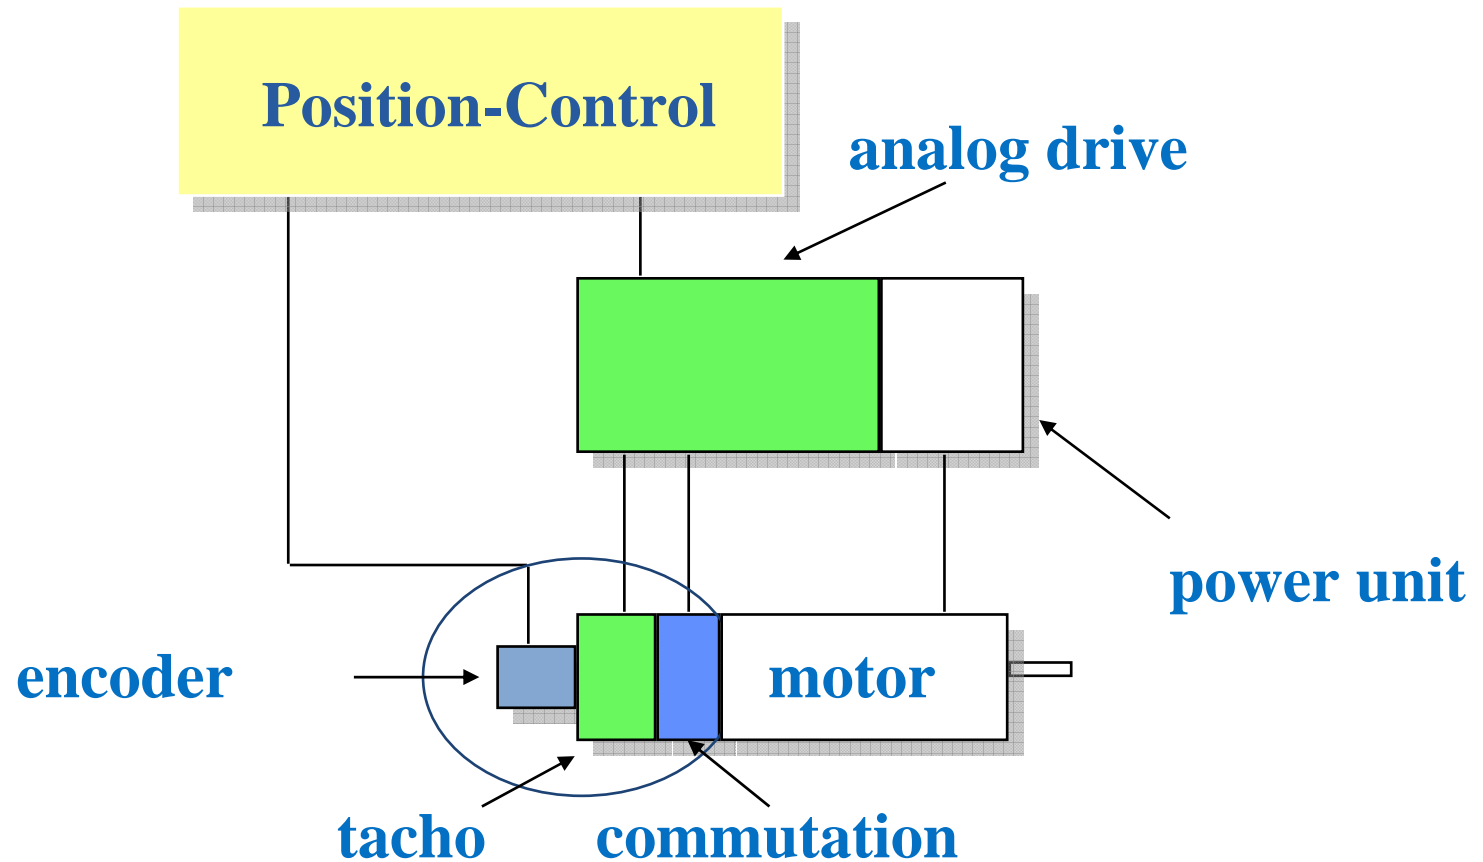 Position-Control
analog drive
power unit
encoder
motor
tacho
commutation